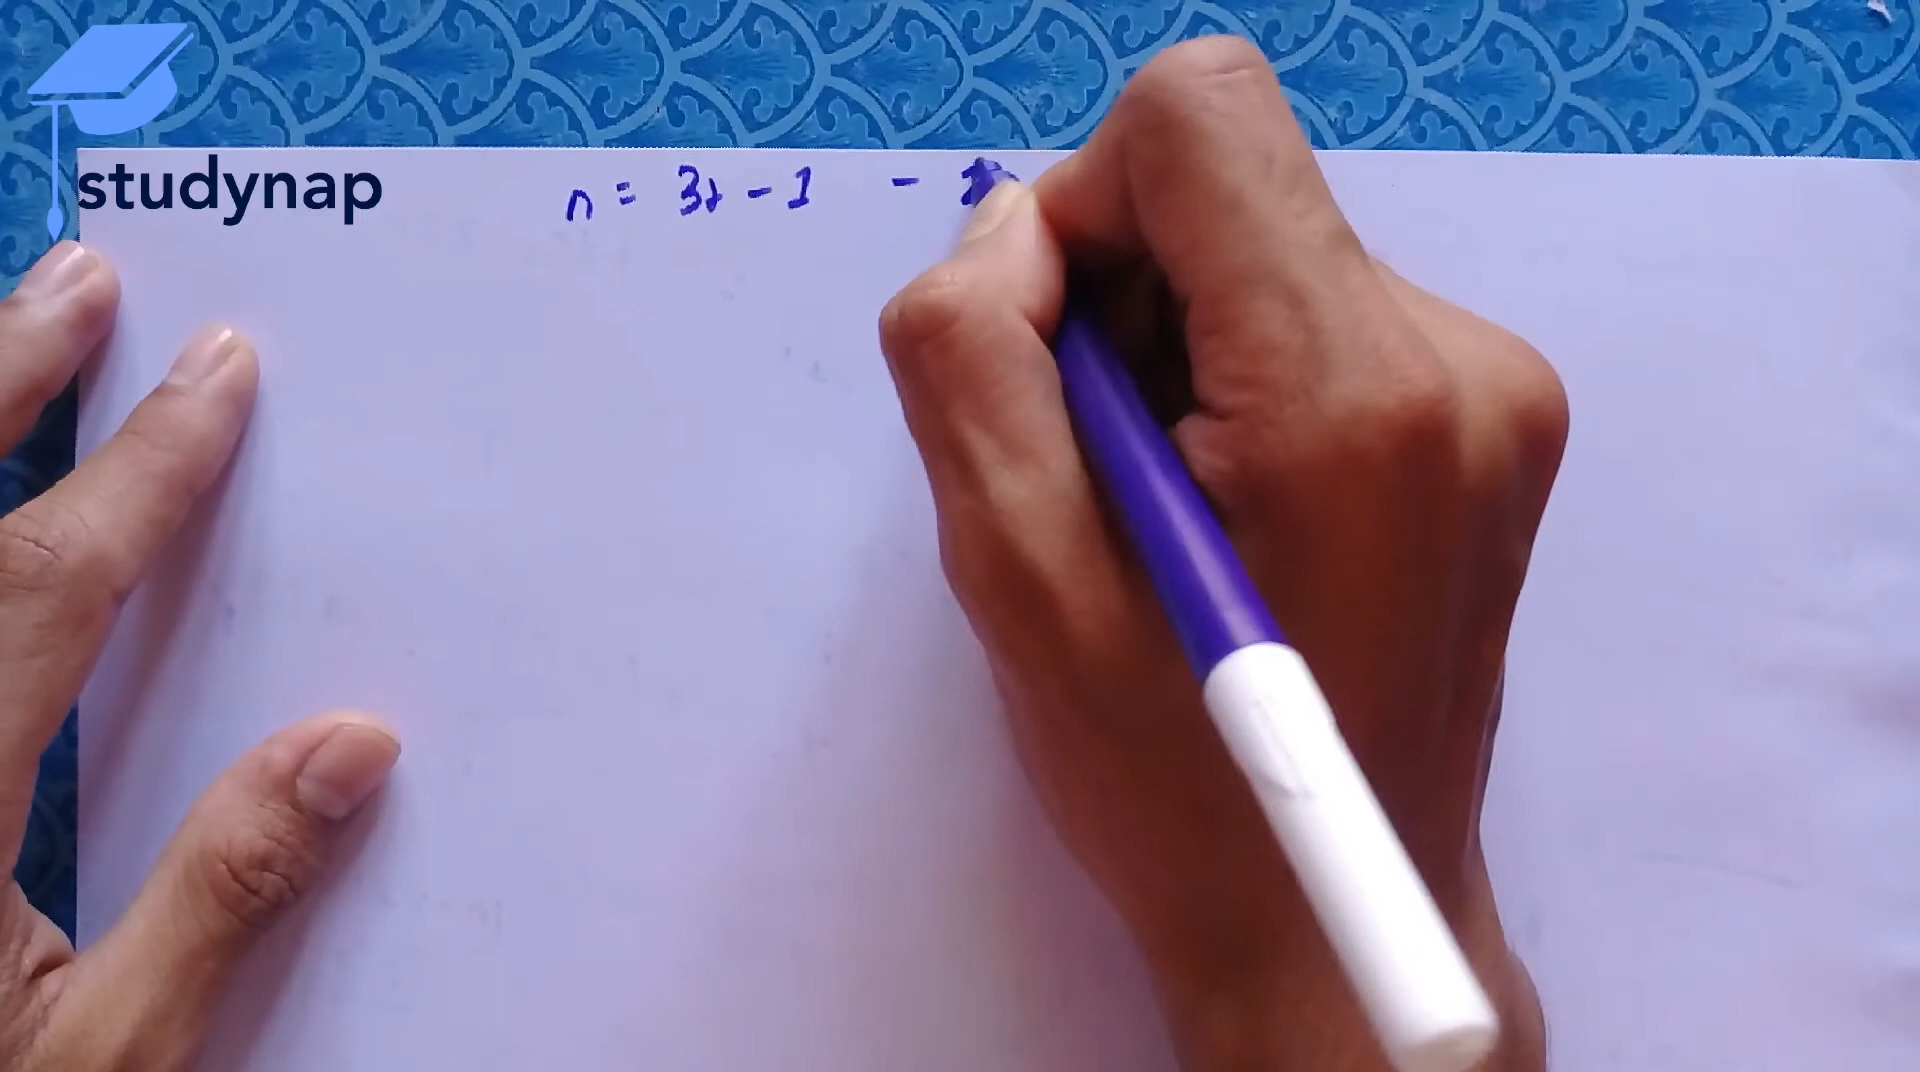 studynap
n = 3t - 1 -